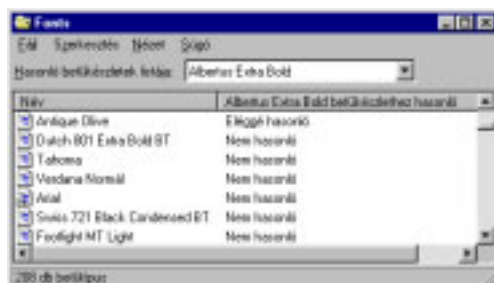 Fonts
Fájl Szerkesztés Nézet Súgó
Hasonló betűkészletek listája: Albertus Extra Bold
Név Albertus Extra Bold betűkészlethez hasonló
Antique Olive Eléggé hasonló
Dutch 801 Extra Bold BT Nem hasonló
Tahoma Nem hasonló
Verdana Normál Nem hasonló
Arial Nem hasonló
Swiss 721 Black Condensed BT Nem hasonló
Footlight MT Light Nem hasonló
208 db betűtípus